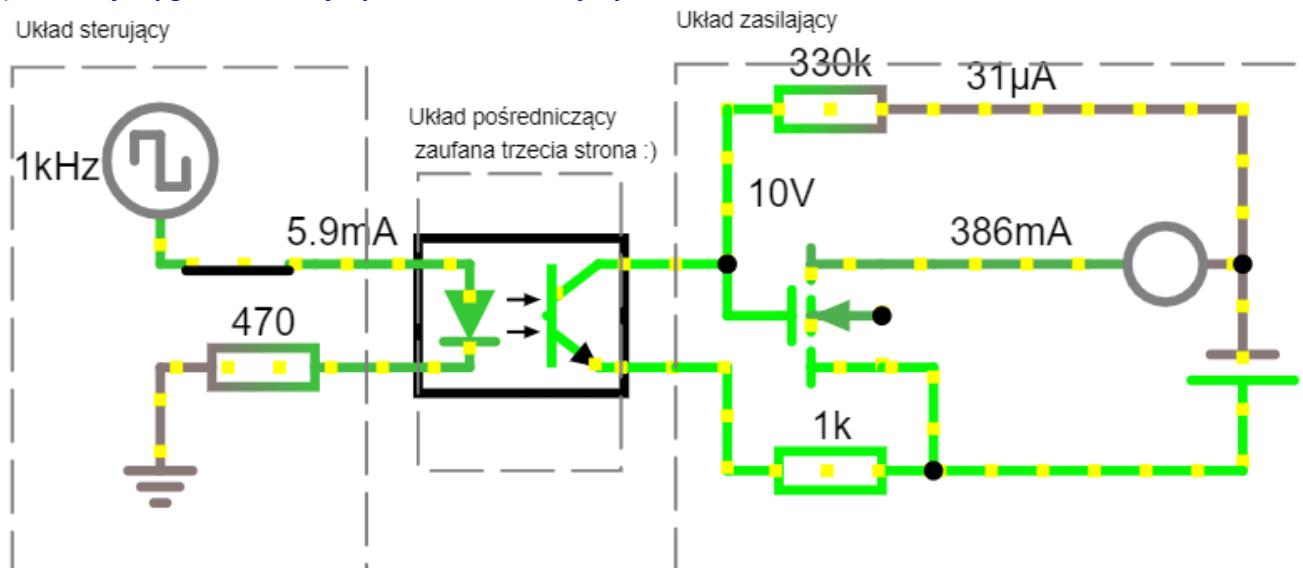 Układ sterujący
Układ zasilający
330k
31µA
Układ pośredniczący
zaufana trzecia strona :)
1kHz
10V
5.9mA
386mA
470
1k